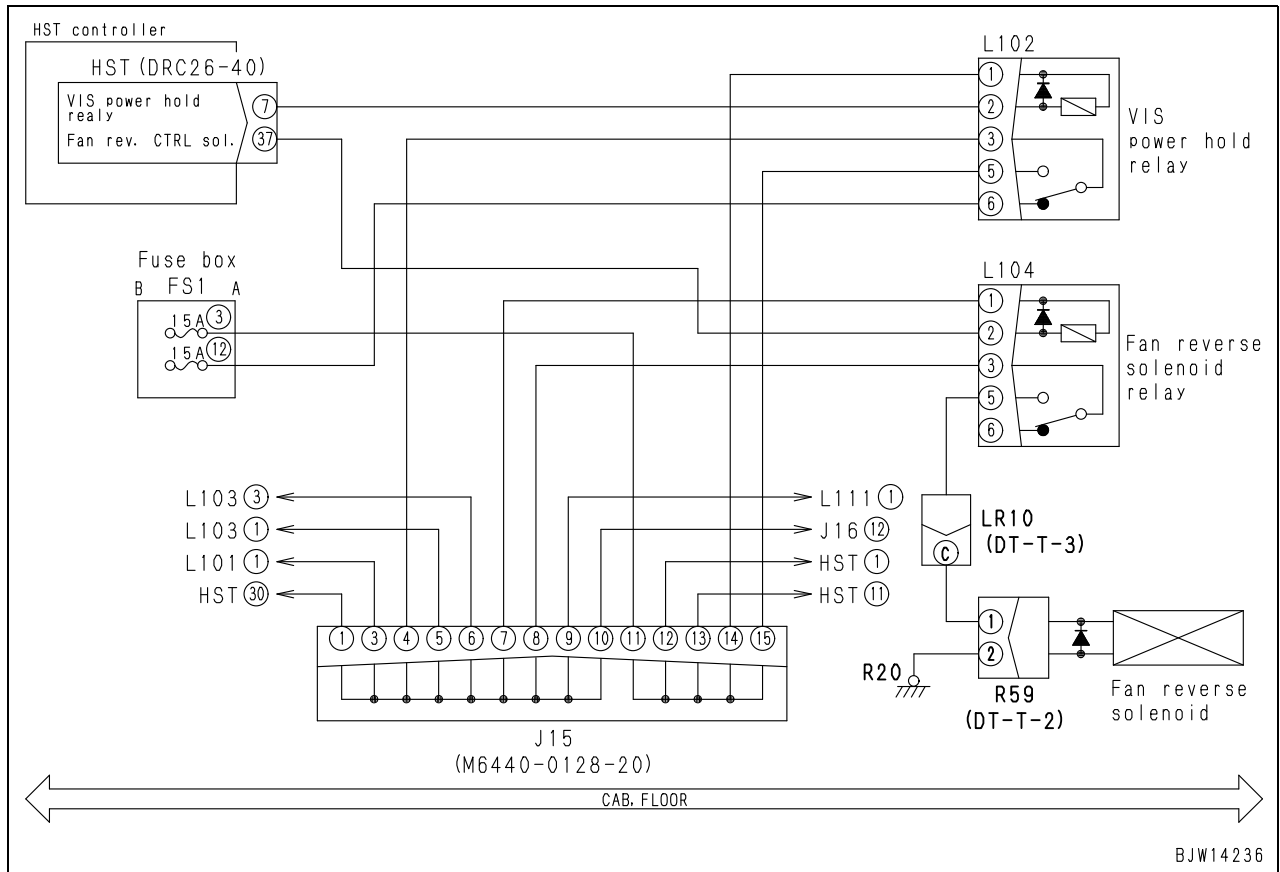 HST controller
HST (DRC26-40)
VIS power hold
realy
7
Fan rev. CTRL sol.
37
Fuse box
B FS1 A
15A 3
15A 12
L102
1
2
3
5
6
VIS
power hold
relay
L104
1
2
3
5
6
Fan reverse
solenoid
relay
L103 3
L103 1
L101 1
HST 30
L111 1
J16 12
HST 1
HST 11
1 3 4 5 6 7 8 9 10 11 12 13 14 15
J15
(M6440-0128-20)
LR10
(DT-T-3)
C
1
2
R20
R59
(DT-T-2)
Fan reverse
solenoid
CAB, FLOOR
BJW14236